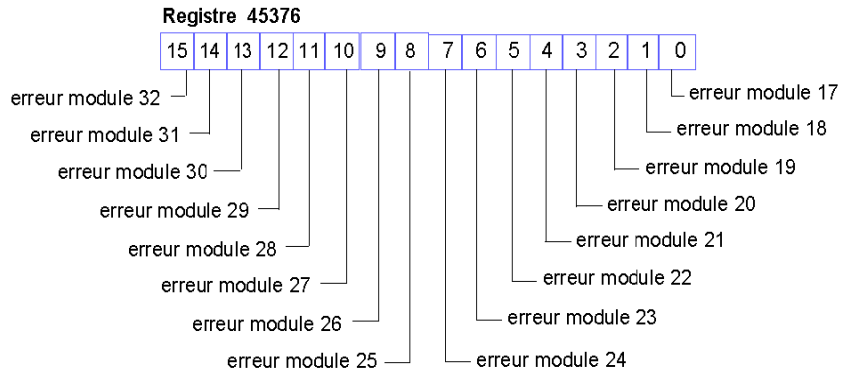 Registre 45376
15 14 13 12 11 10 9 8 7 6 5 4 3 2 1 0
erreur module 32
erreur module 31
erreur module 30
erreur module 29
erreur module 28
erreur module 27
erreur module 26
erreur module 25
erreur module 17
erreur module 18
erreur module 19
erreur module 20
erreur module 21
erreur module 22
erreur module 23
erreur module 24